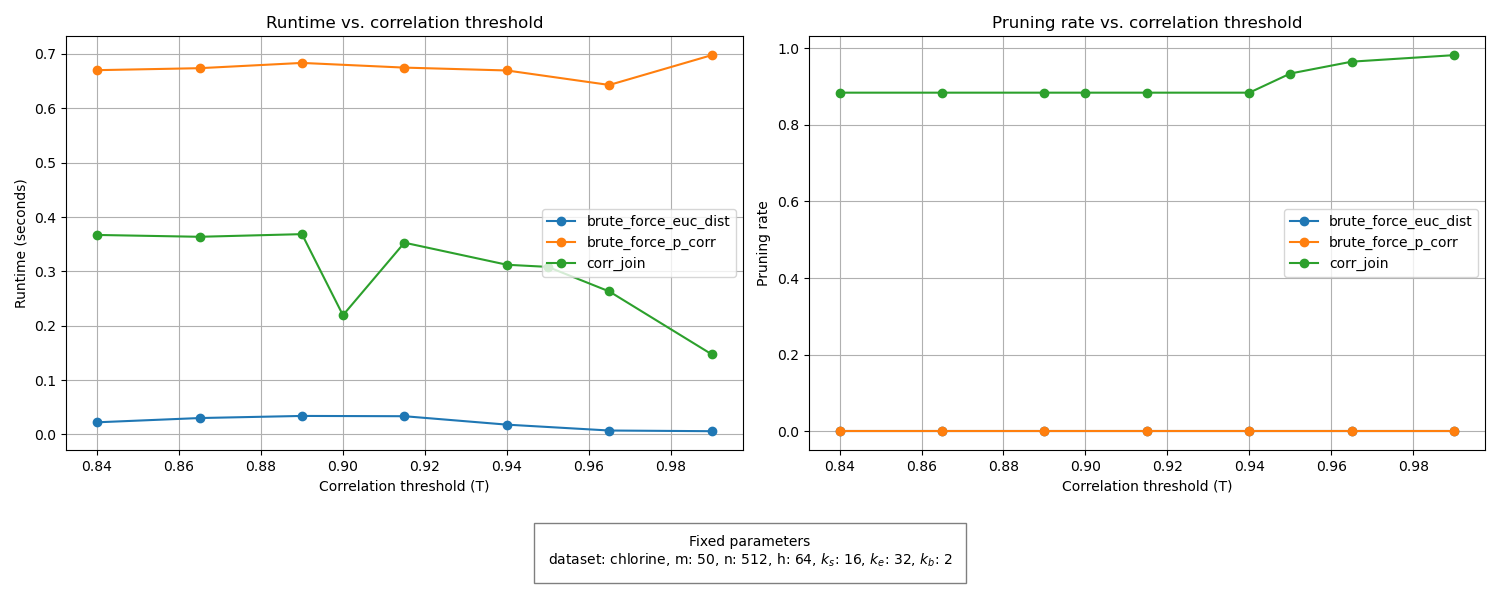 Runtime vs. correlation threshold
Runtime (seconds)
0.7
0.6
0.5
0.4
0.3
0.2
0.1
0.0
0.84 0.86 0.88 0.90 0.92 0.94 0.96 0.98
Correlation threshold (T)
brute_force_euc_dist
brute_force_p_corr
corr_join
Pruning rate vs. correlation threshold
Pruning rate
1.0
0.8
0.6
0.4
0.2
0.0
0.84 0.86 0.88 0.90 0.92 0.94 0.96 0.98
Correlation threshold (T)
brute_force_euc_dist
brute_force_p_corr
corr_join
Fixed parameters
dataset: chlorine, m: 50, n: 512, h: 64, $k_s$: 16, $k_e$: 32, $k_b$: 2